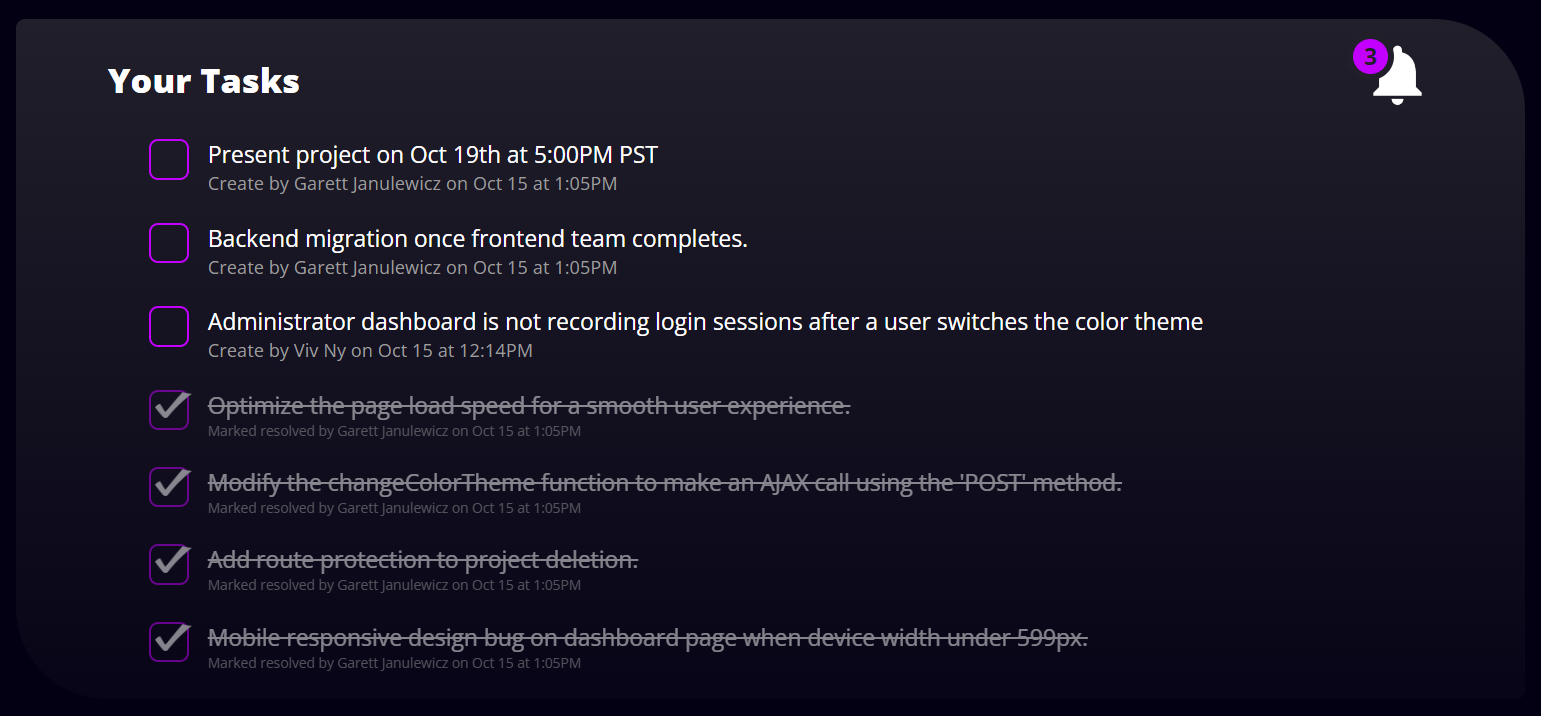 Your Tasks
3
Present project on Oct 19th at 5:00PM PST
Create by Garett Janulewicz on Oct 15 at 1:05PM
Backend migration once frontend team completes.
Create by Garett Janulewicz on Oct 15 at 1:05PM
Administrator dashboard is not recording login sessions after a user switches the color theme
Create by Viv Ny on Oct 15 at 12:14PM
Optimize the page load speed for a smooth user experience.
Marked resolved by Garett Janulewicz on Oct 15 at 1:05PM
Modify the changeColorTheme function to make an AJAX call using the 'POST' method.
Marked resolved by Garett Janulewicz on Oct 15 at 1:05PM
Add route protection to project deletion.
Marked resolved by Garett Janulewicz on Oct 15 at 1:05PM
Mobile responsive design bug on dashboard page when device width under 599px.
Marked resolved by Garett Janulewicz on Oct 15 at 1:05PM